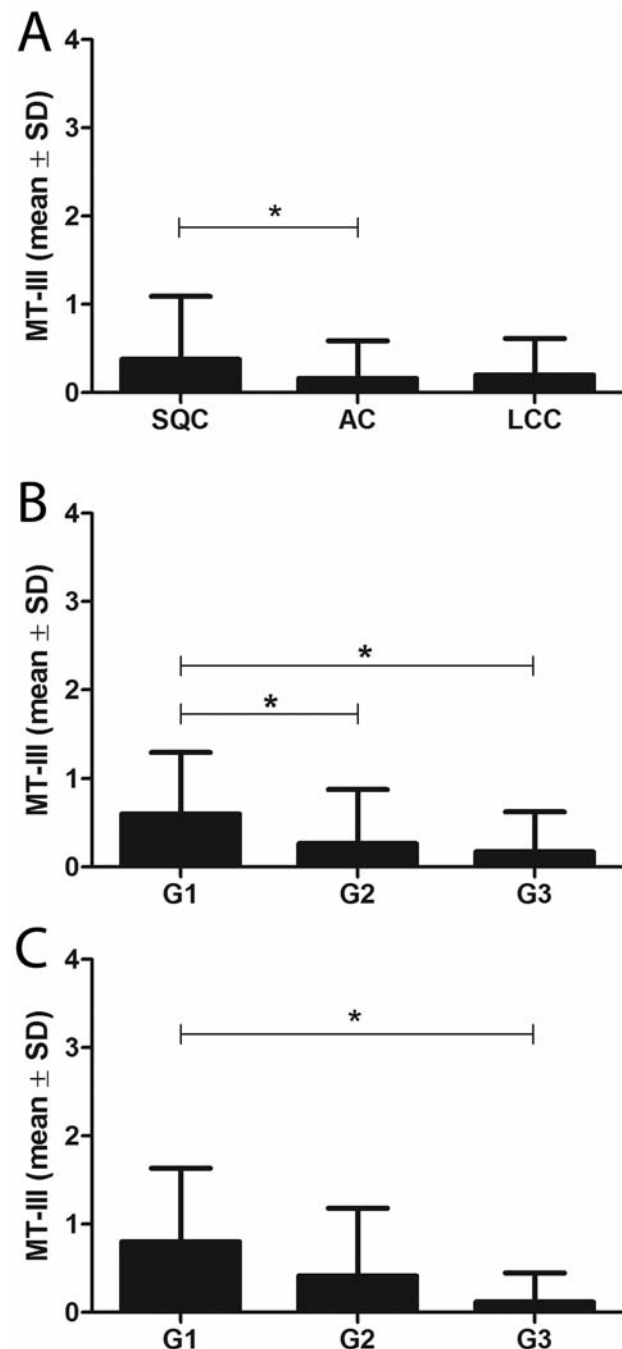 A
MT-III (mean ± SD)
4
3
2
1
0
*
SQC AC LCC
B
MT-III (mean ± SD)
4
3
2
1
0
*
*
G1 G2 G3
C
MT-III (mean ± SD)
4
3
2
1
0
*
G1 G2 G3